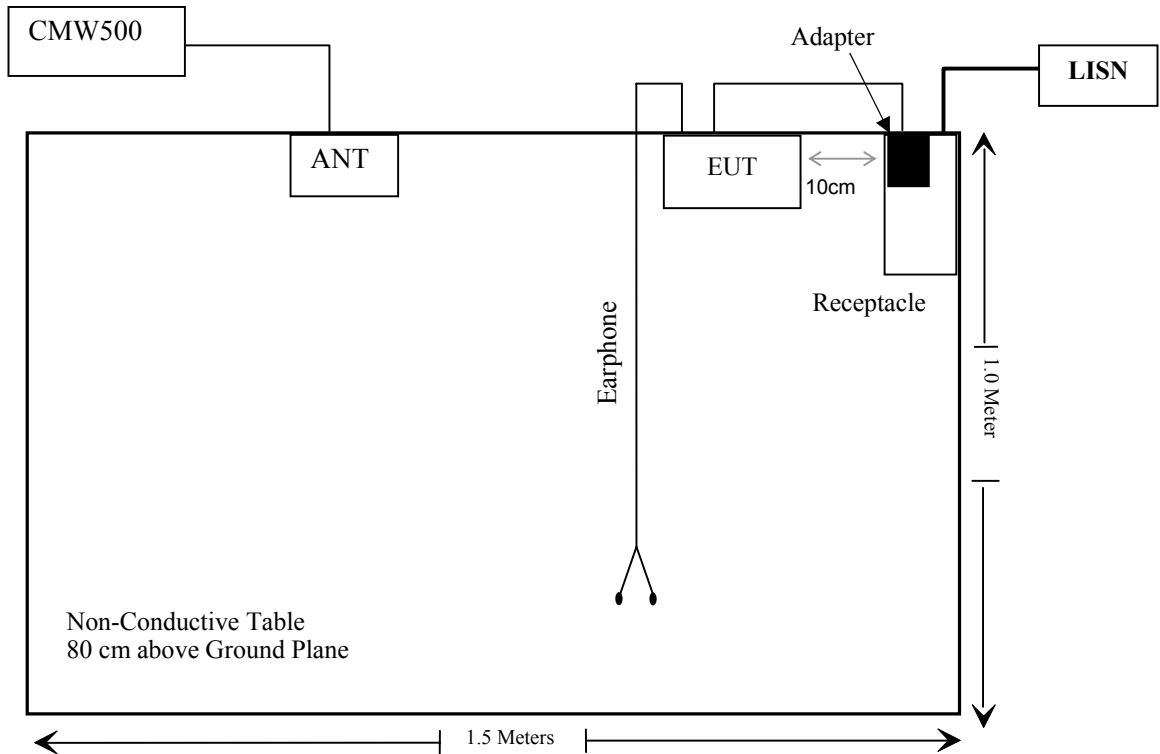 CMW500
Adapter
LISN
ANT
EUT
10cm
Receptacle
Earphone
1.0 Meter
Non-Conductive Table
80 cm above Ground Plane
1.5 Meters